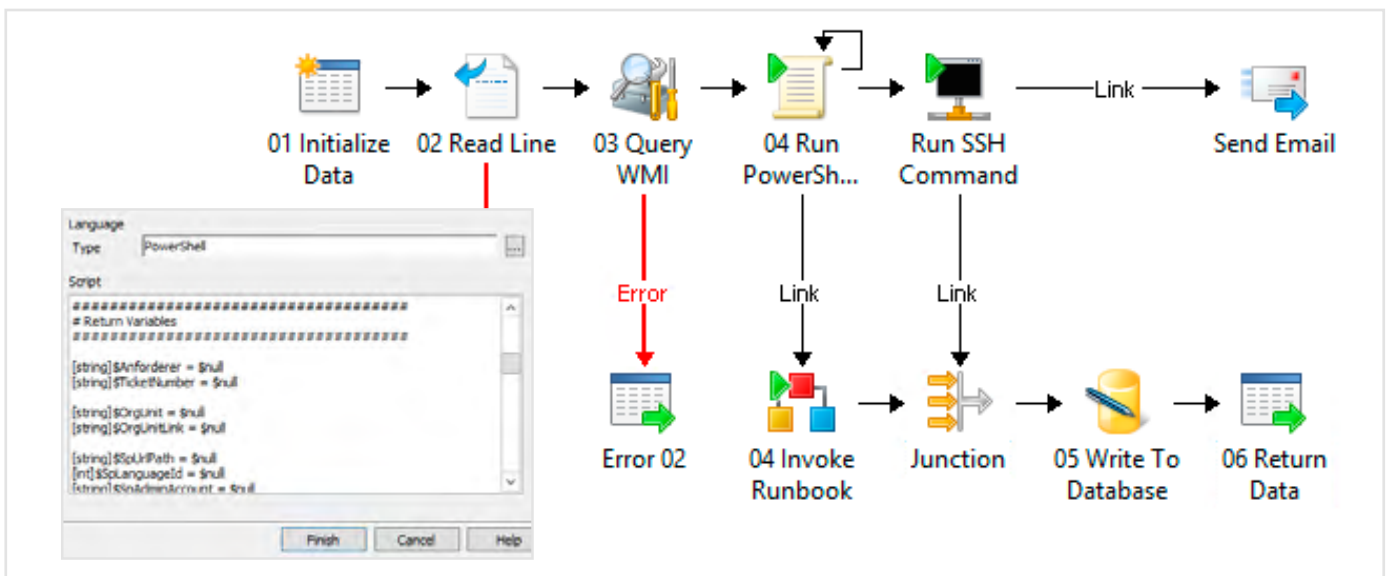 Link
01 Initialize
Data
02 Read Line
03 Query
WMI
04 Run
PowerSh...
Run SSH
Command
Send Email
Language
Type
PowerShell
...
Script
####################################
# Return Variables
####################################
[string]$Anforderer = $null
[string]$TicketNumber = $null
[string]$OrgUnit = $null
[string]$OrgUnitLink = $null
[string]$SpUrlPath = $null
[int]$SpLanguageId = $null
[string]$SpAdminAccount = $null
Finish
Cancel
Help
Error
Link
Link
Error 02
04 Invoke
Runbook
Junction
05 Write To
Database
06 Return
Data